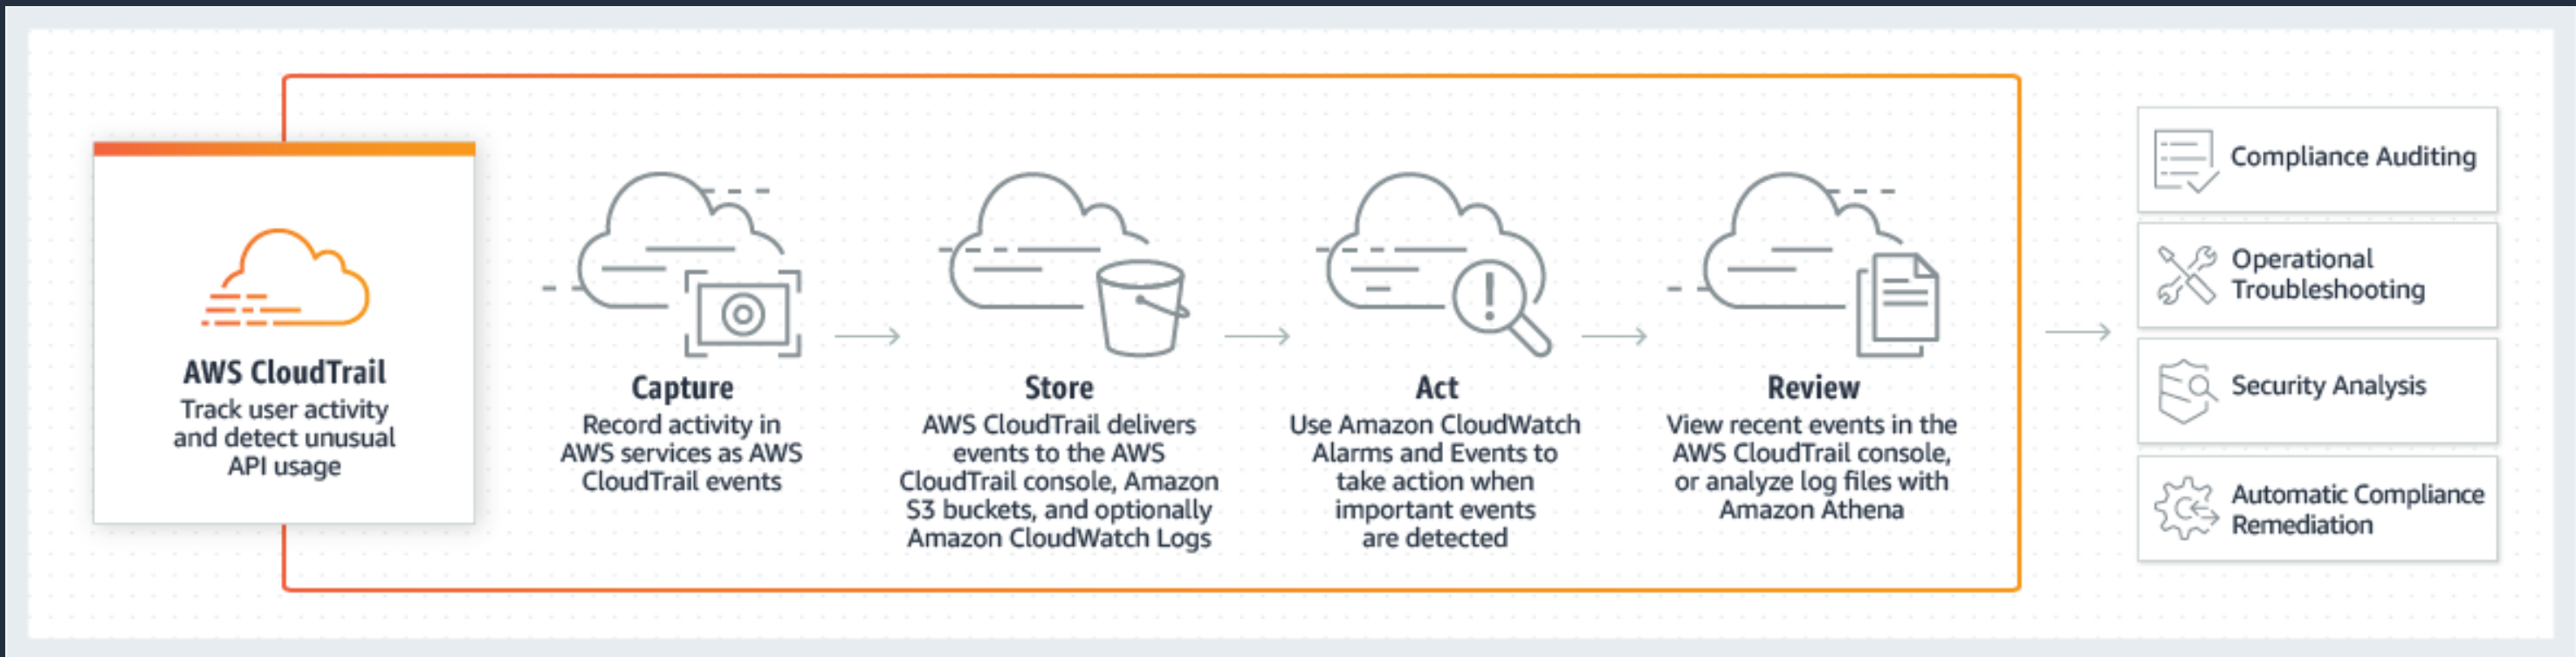 AWS CloudTrail
Track user activity
and detect unusual
API usage
Capture
Record activity in
AWS services as AWS
CloudTrail events
Store
AWS CloudTrail delivers
events to the AWS
CloudTrail console, Amazon
S3 buckets, and optionally
Amazon CloudWatch Logs
Act
Use Amazon CloudWatch
Alarms and Events to
take action when
important events
are detected
Review
View recent events in the
AWS CloudTrail console,
or analyze log files with
Amazon Athena
Compliance Auditing
Operational
Troubleshooting
Security Analysis
Automatic Compliance
Remediation